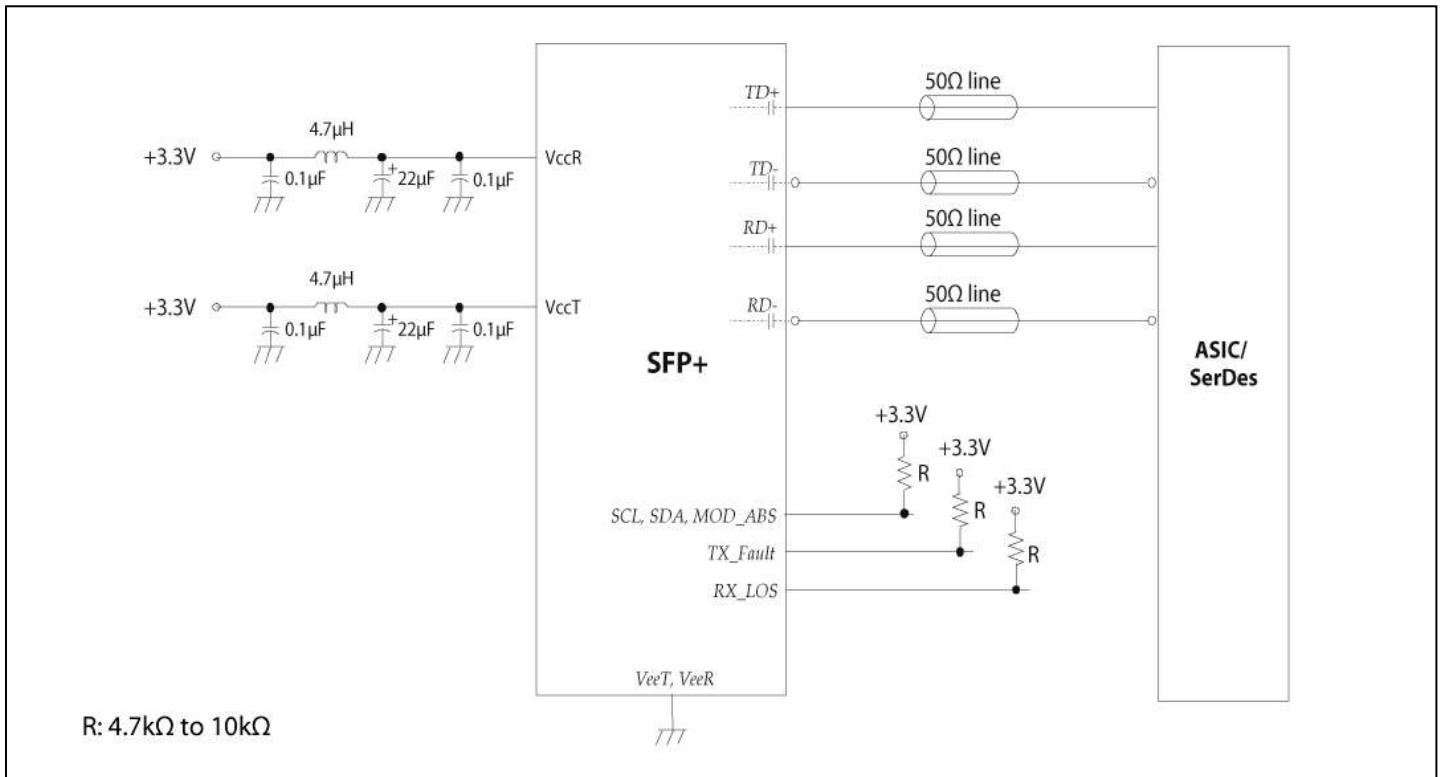 +3.3V
4.7μH
0.1μF
+
22μF
0.1μF
VccR
+3.3V
4.7μH
0.1μF
+
22μF
0.1μF
VccT
SFP+
TD+
50Ω line
TD-
50Ω line
RD+
50Ω line
RD-
50Ω line
ASIC/
SerDes
+3.3V
R
+3.3V
R
+3.3V
R
SCL, SDA, MOD_ABS
TX_Fault
RX_LOS
VeeT, VeeR
R: 4.7kΩ to 10kΩ